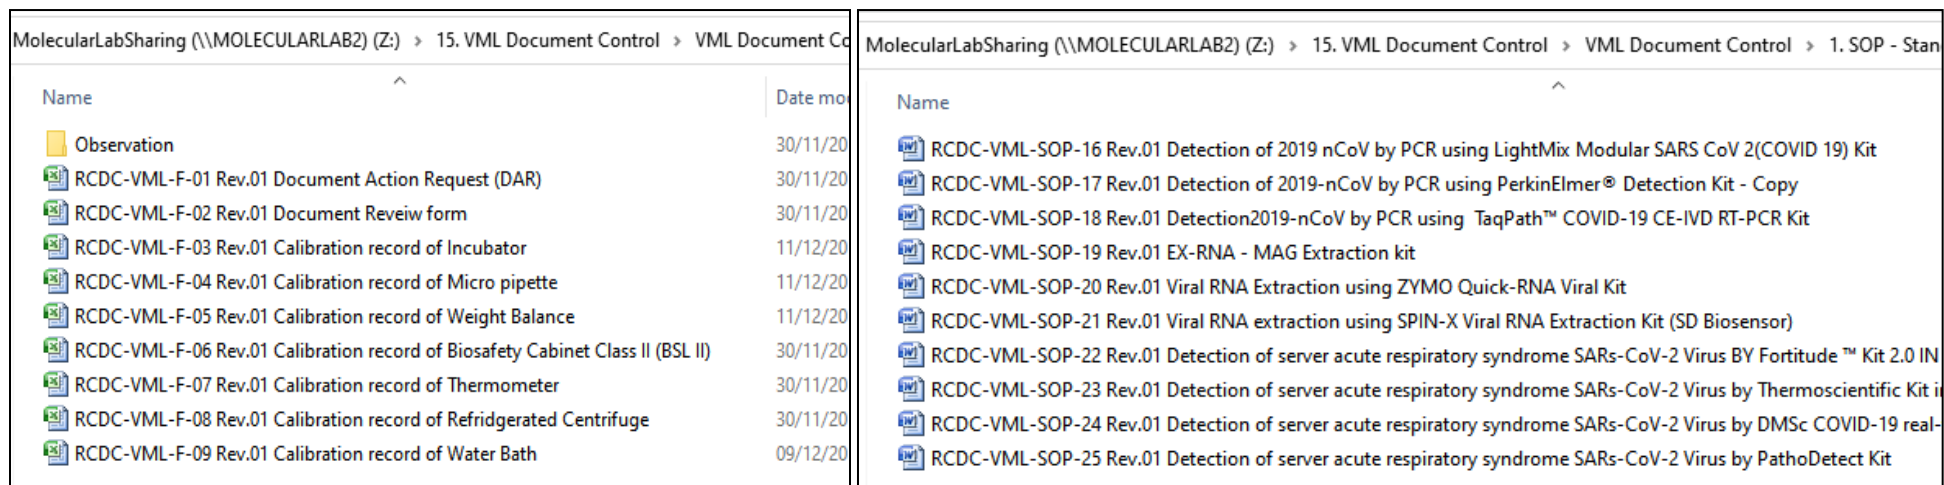 MolecularLabSharing (\\MOLECULARLAB2) (Z:) > 15. VML Document Control > VML Document Co
Name Date mo
Observation 30/11/20
RCDC-VML-F-01 Rev.01 Document Action Request (DAR) 30/11/20
RCDC-VML-F-02 Rev.01 Document Reveiw form 30/11/20
RCDC-VML-F-03 Rev.01 Calibration record of Incubator 11/12/20
RCDC-VML-F-04 Rev.01 Calibration record of Micro pipette 11/12/20
RCDC-VML-F-05 Rev.01 Calibration record of Weight Balance 11/12/20
RCDC-VML-F-06 Rev.01 Calibration record of Biosafety Cabinet Class II (BSL II) 30/11/20
RCDC-VML-F-07 Rev.01 Calibration record of Thermometer 30/11/20
RCDC-VML-F-08 Rev.01 Calibration record of Refridgerated Centrifuge 30/11/20
RCDC-VML-F-09 Rev.01 Calibration record of Water Bath 09/12/20
MolecularLabSharing (\\MOLECULARLAB2) (Z:) > 15. VML Document Control > VML Document Control > 1. SOP - Stan
Name
RCDC-VML-SOP-16 Rev.01 Detection of 2019 nCoV by PCR using LightMix Modular SARS CoV 2(COVID 19) Kit
RCDC-VML-SOP-17 Rev.01 Detection of 2019-nCoV by PCR using PerkinElmer® Detection Kit - Copy
RCDC-VML-SOP-18 Rev.01 Detection2019-nCoV by PCR using TaqPath™ COVID-19 CE-IVD RT-PCR Kit
RCDC-VML-SOP-19 Rev.01 EX-RNA - MAG Extraction kit
RCDC-VML-SOP-20 Rev.01 Viral RNA Extraction using ZYMO Quick-RNA Viral Kit
RCDC-VML-SOP-21 Rev.01 Viral RNA extraction using SPIN-X Viral RNA Extraction Kit (SD Biosensor)
RCDC-VML-SOP-22 Rev.01 Detection of server acute respiratory syndrome SARs-CoV-2 Virus BY Fortitude ™ Kit 2.0 IN
RCDC-VML-SOP-23 Rev.01 Detection of server acute respiratory syndrome SARs-CoV-2 Virus by Thermoscientific Kit i
RCDC-VML-SOP-24 Rev.01 Detection of server acute respiratory syndrome SARs-CoV-2 Virus by DMSc COVID-19 real-
RCDC-VML-SOP-25 Rev.01 Detection of server acute respiratory syndrome SARs-CoV-2 Virus by PathoDetect Kit